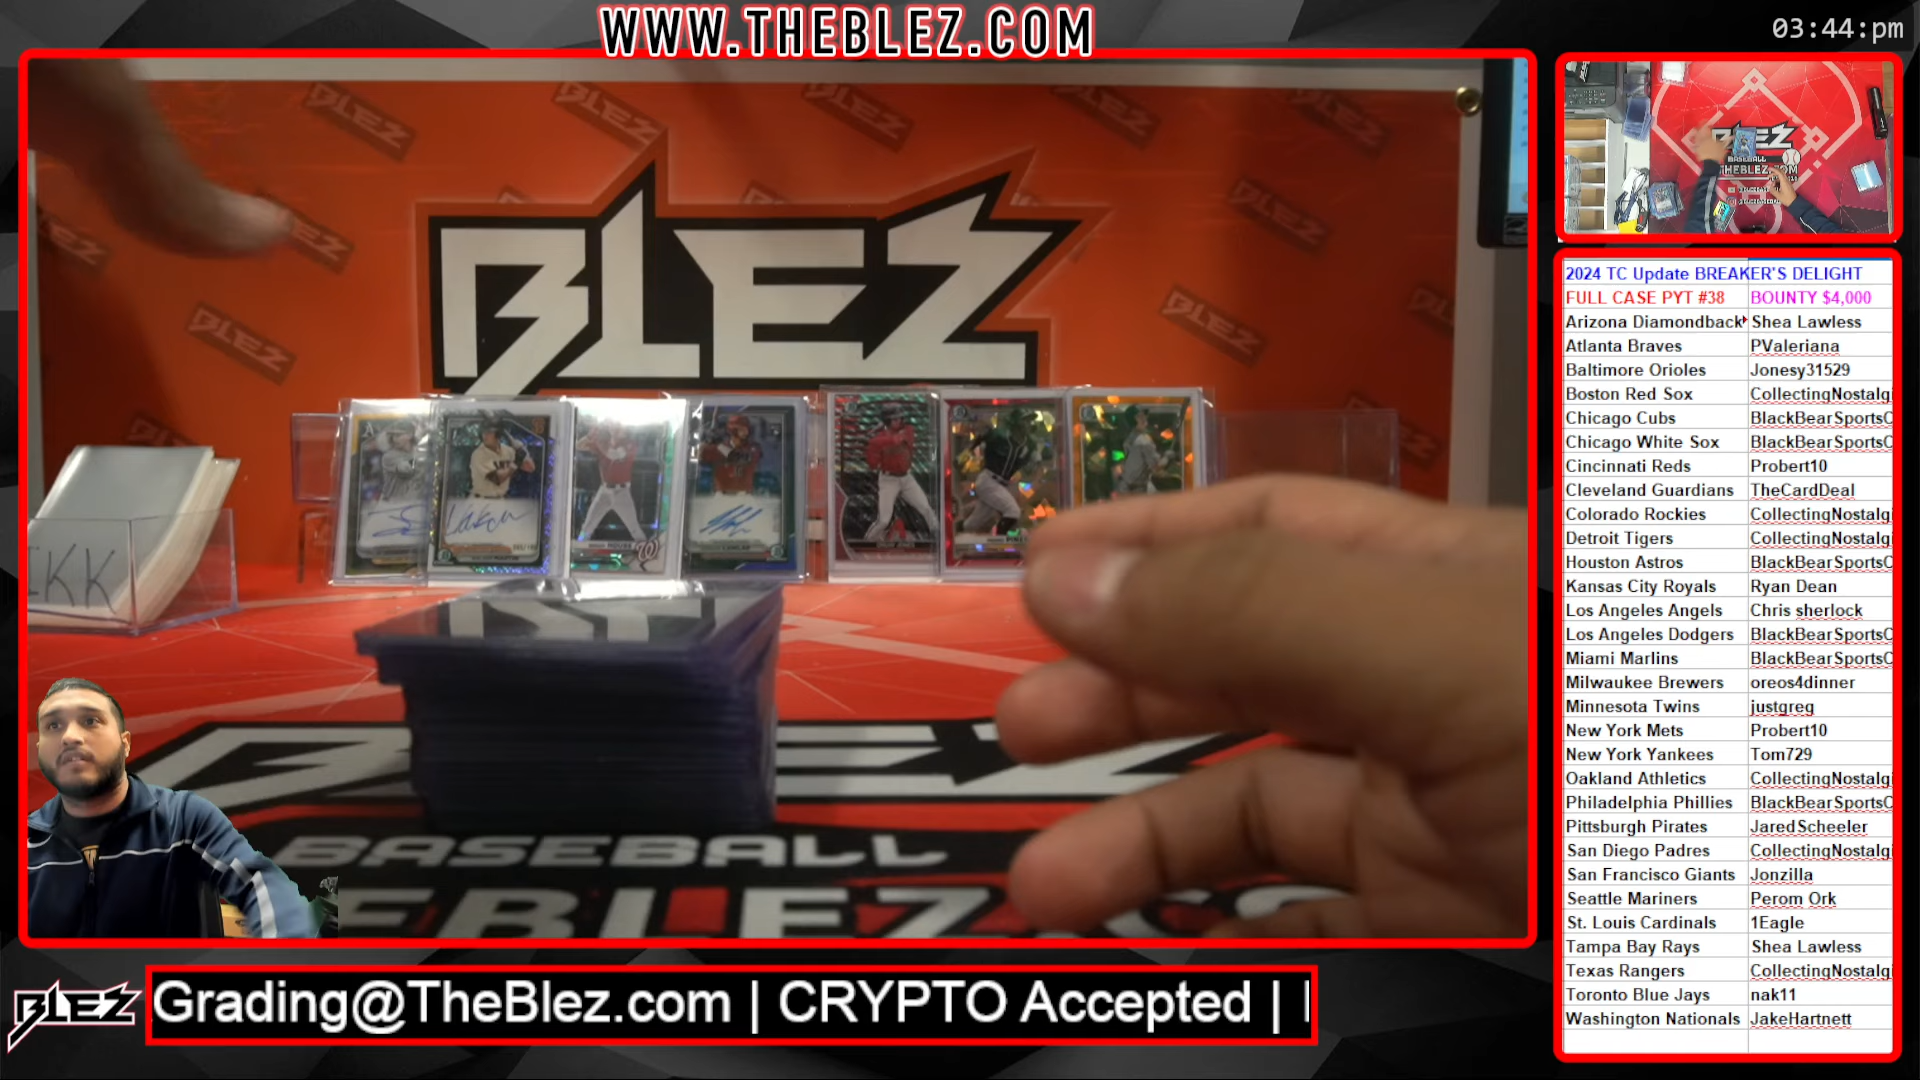 WWW.THEBLEZ.COM
03:44:pm
BLEZ
IKK
BASEBALL
BLEZ
BASEBALL
THEBLEZ.COM
2024 TC Update BREAKER'S DELIGHT
FULL CASE PYT #38 BOUNTY $4,000
Arizona Diamondback Shea Lawless
Atlanta Braves PValeriana
Baltimore Orioles Jonesy31529
Boston Red Sox CollectingNostalgi
Chicago Cubs BlackBearSportsC
Chicago White Sox BlackBearSportsC
Cincinnati Reds Probert10
Cleveland Guardians TheCardDeal
Colorado Rockies CollectingNostalgi
Detroit Tigers CollectingNostalgi
Houston Astros BlackBearSportsC
Kansas City Royals Ryan Dean
Los Angeles Angels Chris sherlock
Los Angeles Dodgers BlackBearSportsC
Miami Marlins BlackBearSportsC
Milwaukee Brewers oreos4dinner
Minnesota Twins justgreg
New York Mets Probert10
New York Yankees Tom729
Oakland Athletics CollectingNostalgi
Philadelphia Phillies BlackBearSportsC
Pittsburgh Pirates JaredScheeler
San Diego Padres CollectingNostalgi
San Francisco Giants Jonzilla
Seattle Mariners Perom Ork
St. Louis Cardinals 1Eagle
Tampa Bay Rays Shea Lawless
Texas Rangers CollectingNostalgi
Toronto Blue Jays nak11
Washington Nationals JakeHartnett
BLEZ
Grading@TheBlez.com | CRYPTO Accepted |